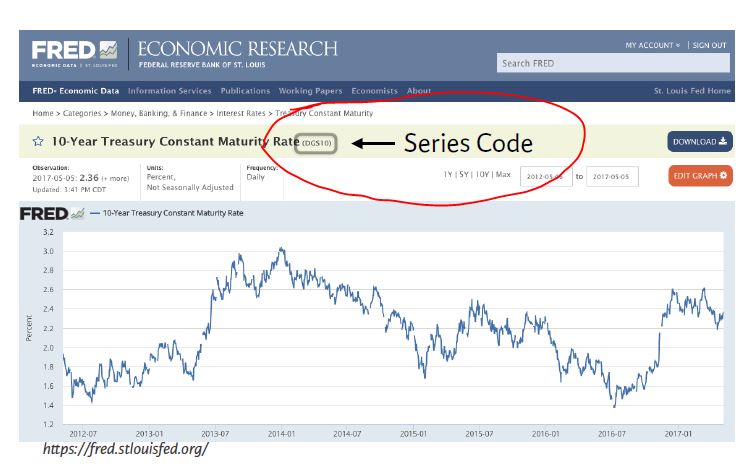 FRED ECONOMIC RESEARCH
ECONOMIC DATA | ST. LOUIS FED FEDERAL RESERVE BANK OF ST. LOUIS
MY ACCOUNT | SIGN OUT
Search FRED
FRED® Economic Data Information Services Publications Working Papers Economists About St. Louis Fed Home
Home > Categories > Money, Banking, & Finance > Interest Rates > Treasury Constant Maturity
10-Year Treasury Constant Maturity Rate (DGS10) Series Code DOWNLOAD
Observation: Units: Frequency:
2017-05-05: 2.36 (+ more) Percent, Daily
Updated: 3:41 PM CDT Not Seasonally Adjusted
1Y | 5Y | 10Y | Max 2012-05-05 to 2017-05-05 EDIT GRAPH
FRED 10-Year Treasury Constant Maturity Rate
3.2
3.0
2.8
2.6
2.4
2.2
2.0
1.8
1.6
1.4
1.2
Percent
2012-07 2013-01 2013-07 2014-01 2014-07 2015-01 2015-07 2016-01 2016-07 2017-01
https://fred.stlouisfed.org/